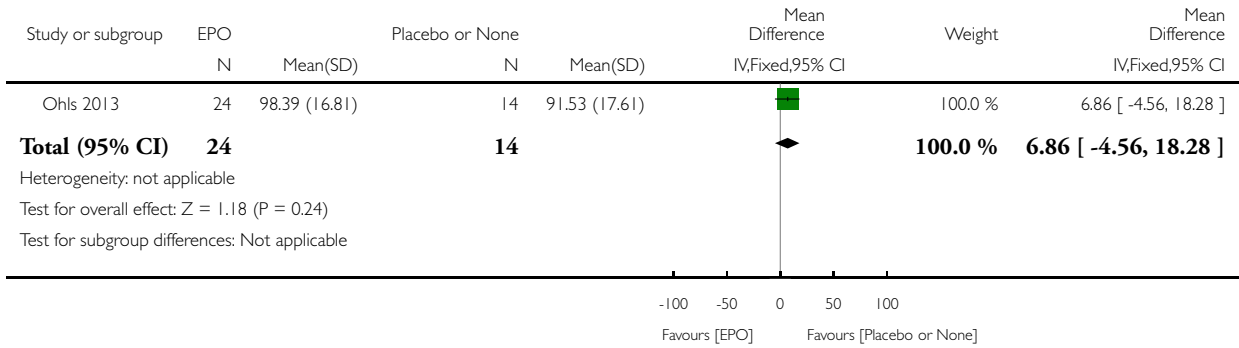 Study or subgroup EPO Placebo or None Mean Difference Weight Mean Difference
N Mean(SD) N Mean(SD) IV,Fixed,95% CI IV,Fixed,95% CI
Ohls 2013 24 98.39 (16.81) 14 91.53 (17.61) 100.0 % 6.86 [ -4.56, 18.28 ]
Total (95% CI) 24 14 100.0 % 6.86 [ -4.56, 18.28 ]
Heterogeneity: not applicable
Test for overall effect: Z = 1.18 (P = 0.24)
Test for subgroup differences: Not applicable
-100 -50 0 50 100
Favours [EPO] Favours [Placebo or None]